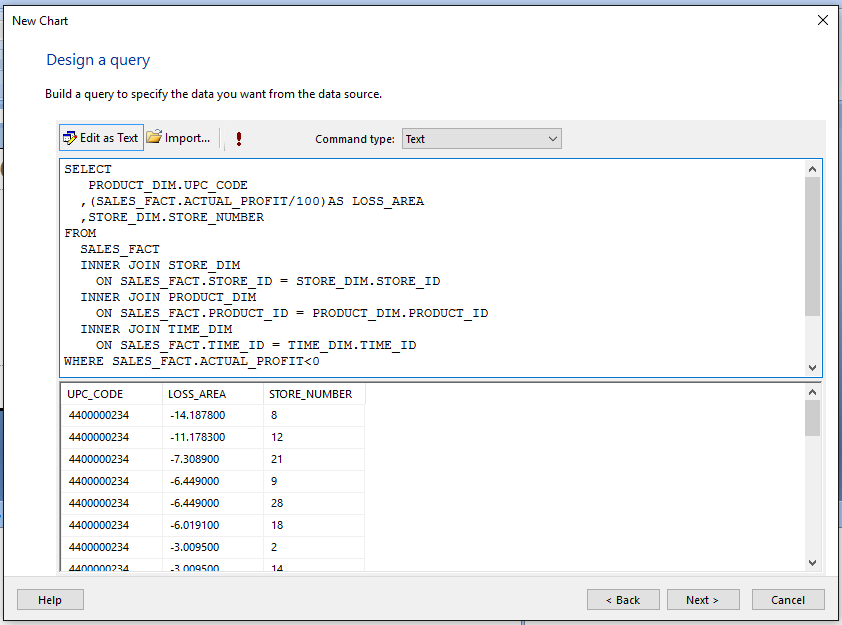 New Chart
Design a query
Build a query to specify the data you want from the data source.
Edit as Text Import... ! Command type: Text
SELECT
PRODUCT_DIM.UPC_CODE
,(SALES_FACT.ACTUAL_PROFIT/100)AS LOSS_AREA
,STORE_DIM.STORE_NUMBER
FROM
SALES_FACT
INNER JOIN STORE_DIM
ON SALES_FACT.STORE_ID = STORE_DIM.STORE_ID
INNER JOIN PRODUCT_DIM
ON SALES_FACT.PRODUCT_ID = PRODUCT_DIM.PRODUCT_ID
INNER JOIN TIME_DIM
ON SALES_FACT.TIME_ID = TIME_DIM.TIME_ID
WHERE SALES_FACT.ACTUAL_PROFIT<0
UPC_CODE LOSS_AREA STORE_NUMBER
4400000234 -14.187800 8
4400000234 -11.178300 12
4400000234 -7.308900 21
4400000234 -6.449000 9
4400000234 -6.449000 28
4400000234 -6.019100 18
4400000234 -3.009500 2
4400000234 -3.009500 14
Help < Back Next > Cancel